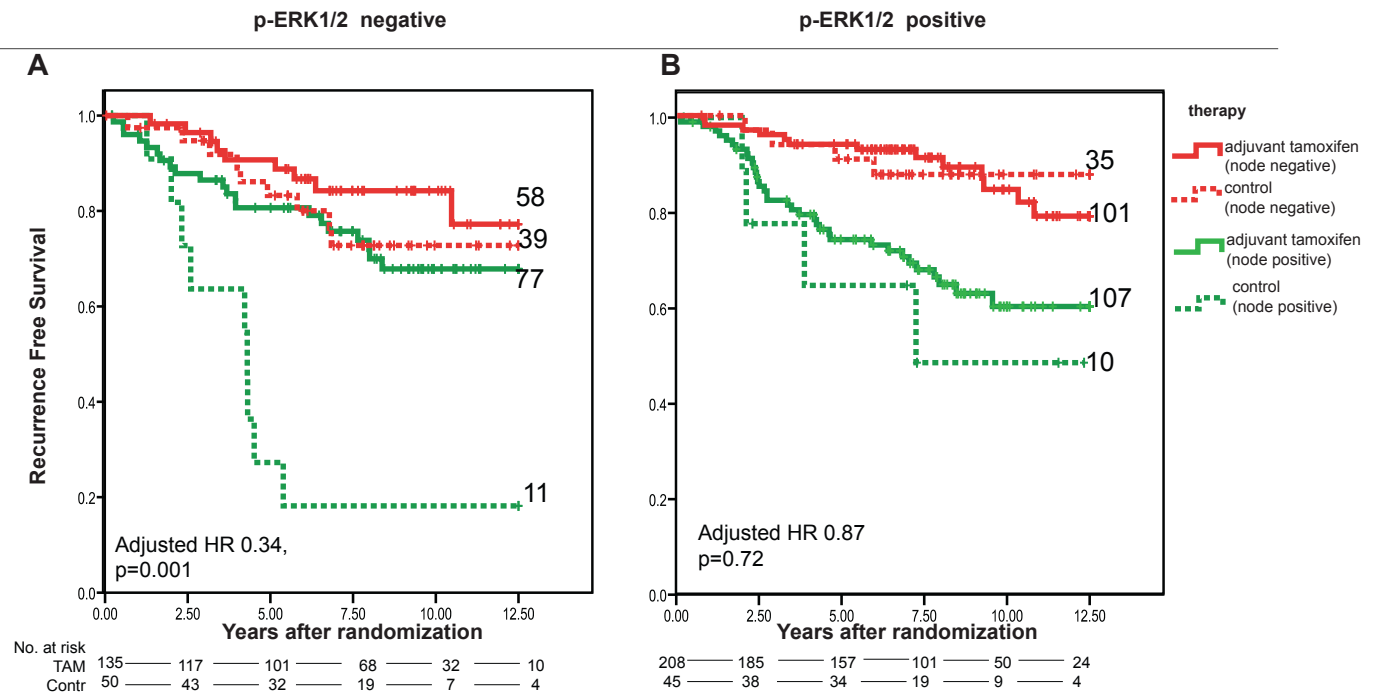 p-ERK1/2 negative
p-ERK1/2 positive
A
B
Recurrence Free Survival
1.0
0.8
0.6
0.4
0.2
0.0
58
39
77
11
Adjusted HR 0.34,
p=0.001
0.00 2.50 5.00 7.50 10.00 12.50
Years after randomization
1.0
0.8
0.6
0.4
0.2
0.0
35
101
107
10
Adjusted HR 0.87
p=0.72
0.00 2.50 5.00 7.50 10.00 12.50
Years after randomization
therapy
adjuvant tamoxifen
(node negative)
control
(node negative)
adjuvant tamoxifen
(node positive)
control
(node positive)
No. at risk
TAM 135 117 101 68 32 10
Contr 50 43 32 19 7 4
208 185 157 101 50 24
45 38 34 19 9 4